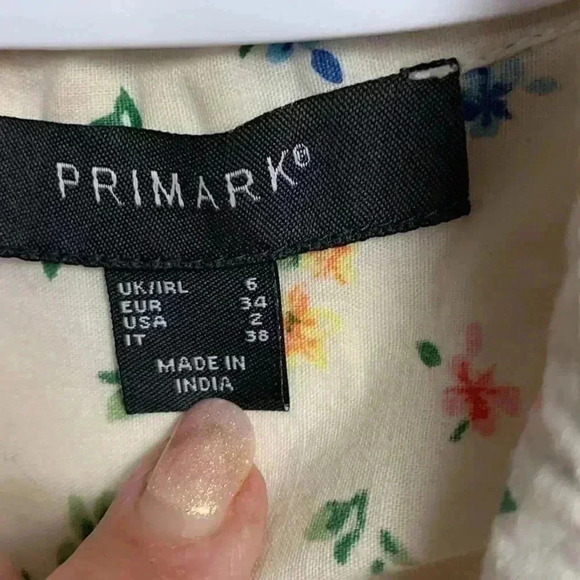 PRIMARK®
UK/IRL 6
EUR 34
USA 2
IT 38
MADE IN
INDIA